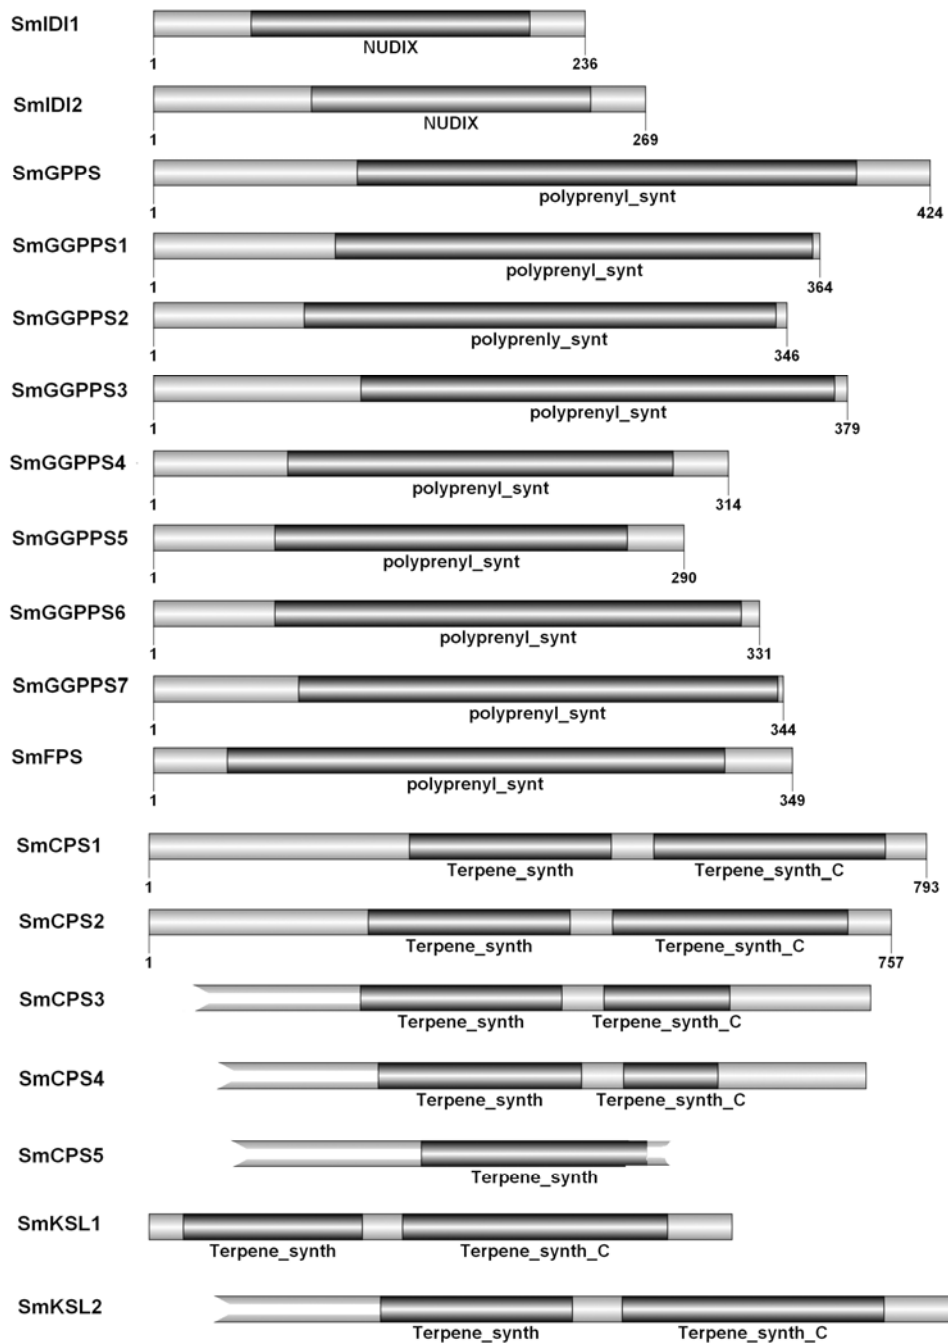 SmIDI1
NUDIX
1 236
SmIDI2
NUDIX
1 269
SmGPPS
polyprenyl_synt
1 424
SmGGPPS1
polyprenyl_synt
1 364
SmGGPPS2
polyprenly_synt
1 346
SmGGPPS3
polyprenyl_synt
1 379
SmGGPPS4
polyprenyl_synt
1 314
SmGGPPS5
polyprenyl_synt
1 290
SmGGPPS6
polyprenyl_synt
1 331
SmGGPPS7
polyprenyl_synt
1 344
SmFPS
polyprenyl_synt
1 349
SmCPS1
Terpene_synth Terpene_synth_C
1 793
SmCPS2
Terpene_synth Terpene_synth_C
1 757
SmCPS3
Terpene_synth Terpene_synth_C
SmCPS4
Terpene_synth Terpene_synth_C
SmCPS5
Terpene_synth
SmKSL1
Terpene_synth Terpene_synth_C
SmKSL2
Terpene_synth Terpene_synth_C